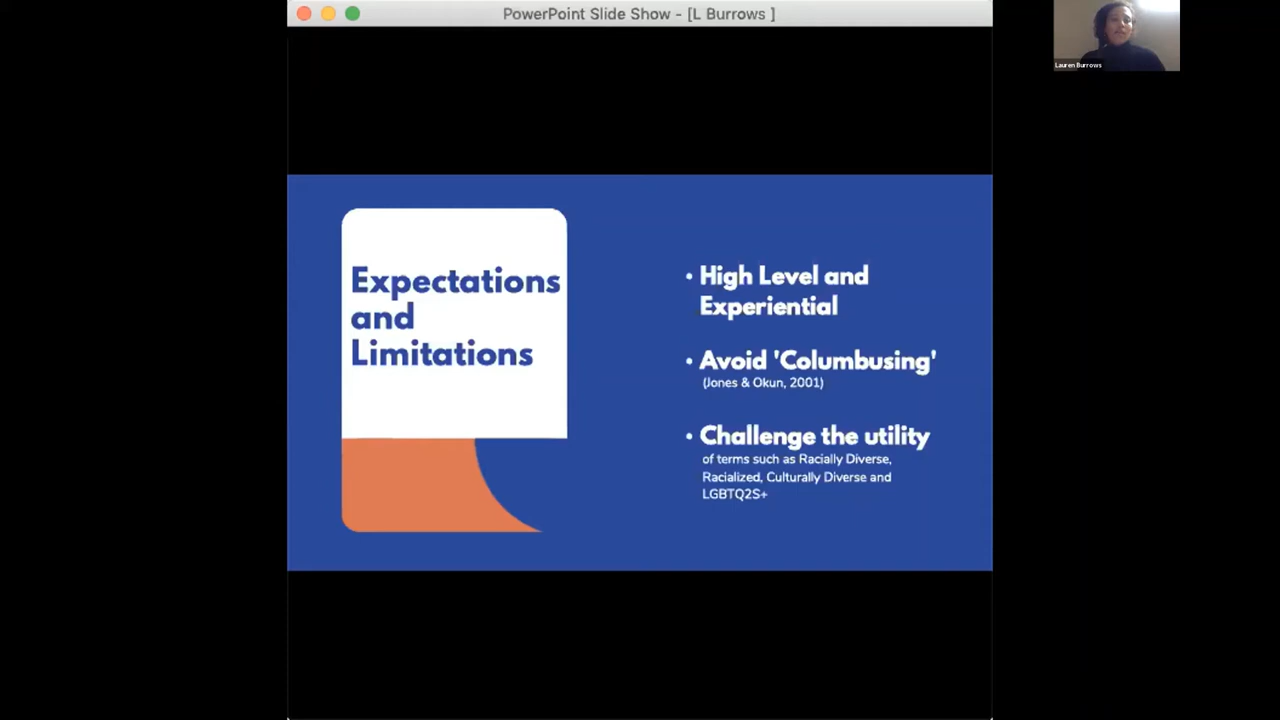 PowerPoint Slide Show - [L Burrows ]
Lauren Burrows
Expectations
and
Limitations
• High Level and
Experiential
• Avoid 'Columbusing'
(Jones & Okun, 2001)
• Challenge the utility
of terms such as Racially Diverse,
Racialized, Culturally Diverse and
LGBTQ2S+